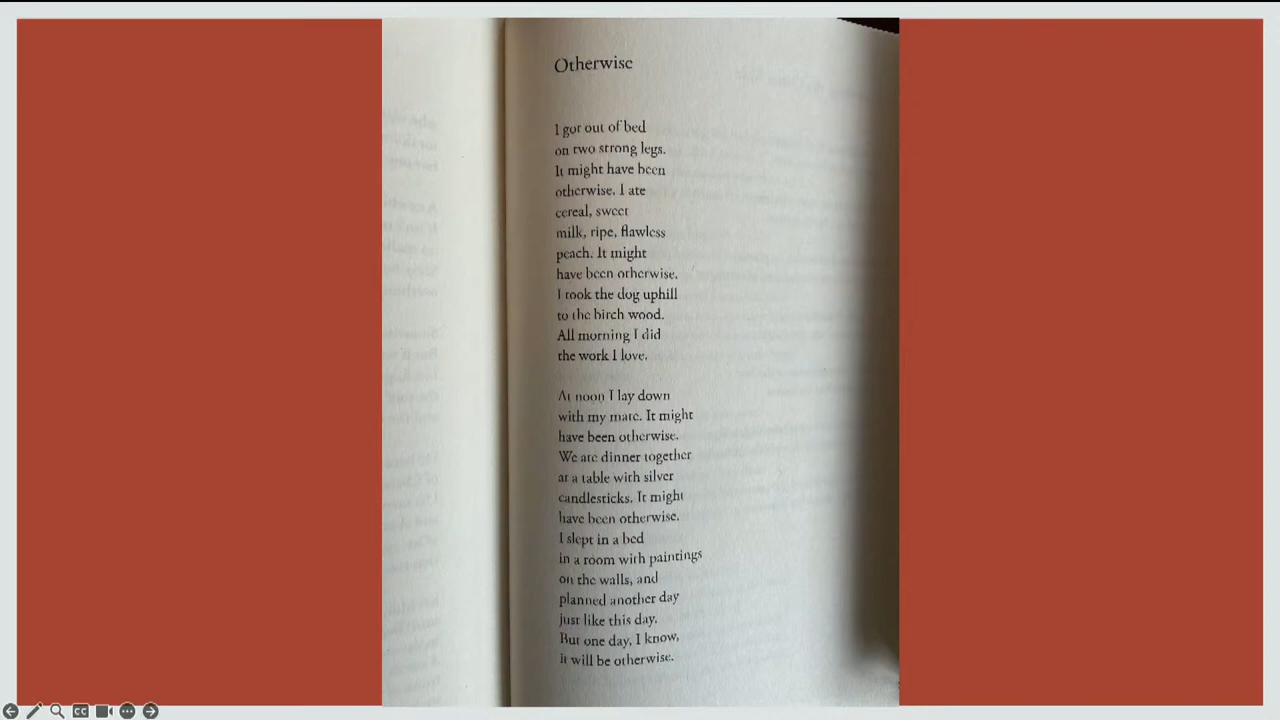 Otherwise
I got out of bed
on two strong legs.
It might have been
otherwise. I ate
cereal, sweet
milk, ripe, flawless
peach. It might
have been otherwise.
I took the dog uphill
to the birch wood.
All morning I did
the work I love.
At noon I lay down
with my mate. It might
have been otherwise.
We ate dinner together
at a table with silver
candlesticks. It might
have been otherwise.
I slept in a bed
in a room with paintings
on the walls, and
planned another day
just like this day.
But one day, I know,
it will be otherwise.
CC